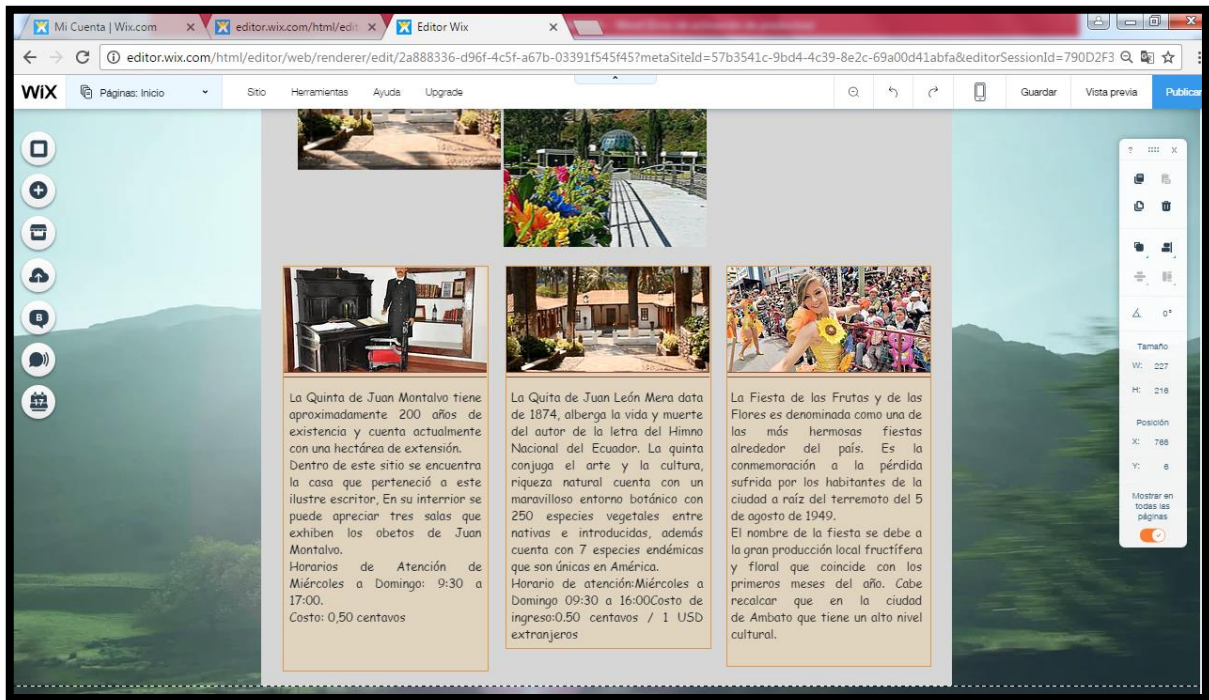 Mi Cuenta | Wix.com
editor.wix.com/html/edit
Editor Wix
editor.wix.com/html/editor/web/renderer/edit/2a888336-d96f-4c5f-a67b-03391f545f45?metaSiteId=57b3541c-9bd4-4c39-8e2c-69a00d41abfa&editorSessionId=790D2F3
WiX
Páginas: Inicio
Sitio
Herramientas
Ayuda
Upgrade
Guardar
Vista previa
Publicar
La Quinta de Juan Montalvo tiene
aproximadamente 200 años de
existencia y cuenta actualmente
con una hectárea de extensión.
Dentro de este sitio se encuentra
la casa que perteneció a este
ilustre escritor, En su interrior se
puede apreciar tres salas que
exhiben los obetos de Juan
Montalvo.
Horarios de Atención de
Miércoles a Domingo: 9:30 a
17:00.
Costo: 0,50 centavos
La Quita de Juan León Mera data
de 1874, alberga la vida y muerte
del autor de la letra del Himno
Nacional del Ecuador. La quinta
conjuga el arte y la cultura,
riqueza natural cuenta con un
maravilloso entorno botánico con
250 especies vegetales entre
nativas e introducidas, además
cuenta con 7 especies endémicas
que son únicas en América.
Horario de atención:Miércoles a
Domingo 09:30 a 16:00Costo de
ingreso:0.50 centavos / 1 USD
extranjeros
La Fiesta de las Frutas y de las
Flores es denominada como una de
las más hermosas fiestas
alrededor del país. Es la
conmemoración a la pérdida
sufrida por los habitantes de la
ciudad a raíz del terremoto del 5
de agosto de 1949.
El nombre de la fiesta se debe a
la gran producción local fructífera
y floral que coincide con los
primeros meses del año. Cabe
recalcar que en la ciudad
de Ambato que tiene un alto nivel
cultural.
B
17
? x
0°
Tamaño
W: 227
H: 216
Posición
X: 768
Y: 6
Mostrar en
todas las
páginas